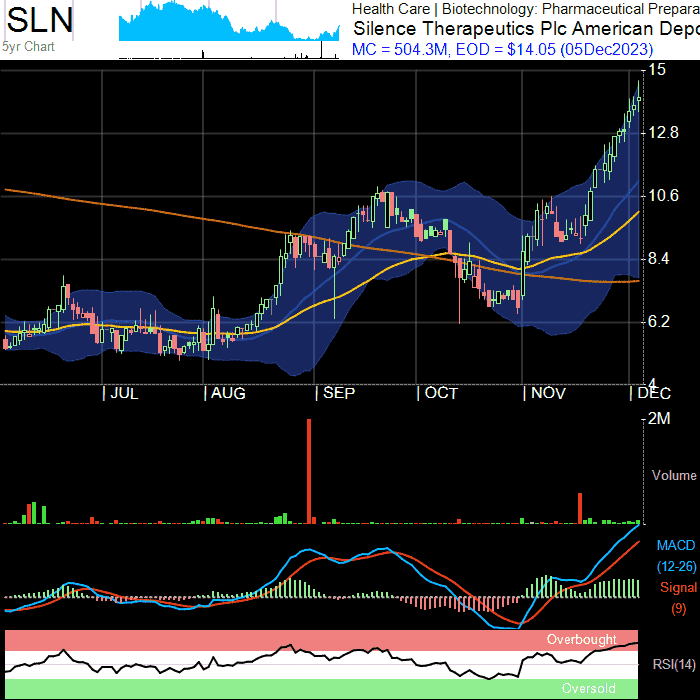 SLN
5yr Chart
Health Care | Biotechnology: Pharmaceutical Prepara
Silence Therapeutics Plc American Depo
MC = 504.3M, EOD = $14.05 (05Dec2023)
15
12.8
10.6
8.4
6.2
4
| JUL | AUG | SEP | OCT | NOV | DEC
2M
Volume
MACD
(12-26)
Signal
(9)
Overbought
RSI(14)
Oversold